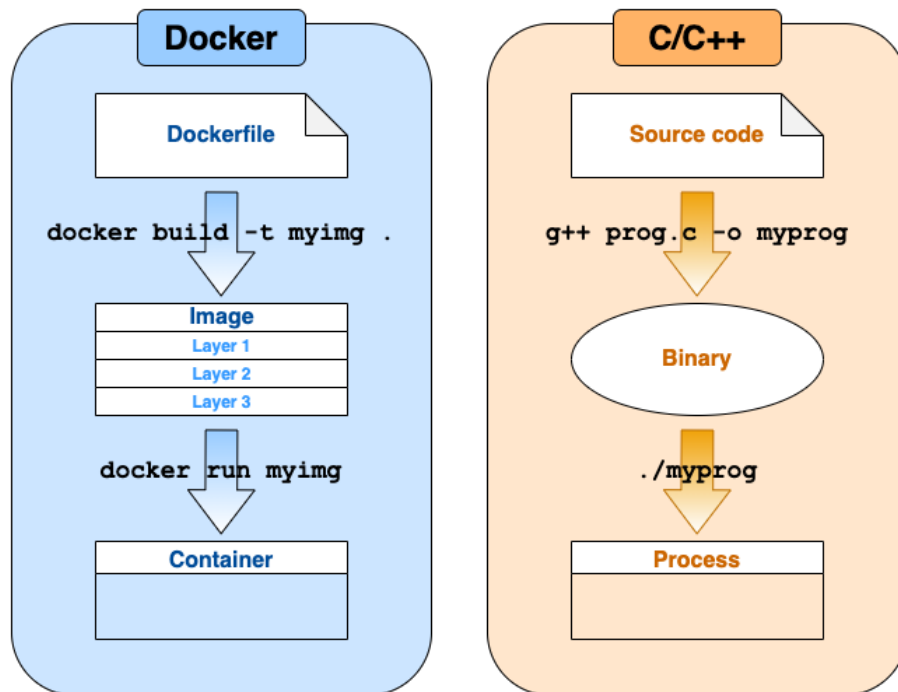 Docker
Dockerfile
docker build -t myimg .
Image
Layer 1
Layer 2
Layer 3
docker run myimg
Container
C/C++
Source code
g++ prog.c -o myprog
Binary
./myprog
Process